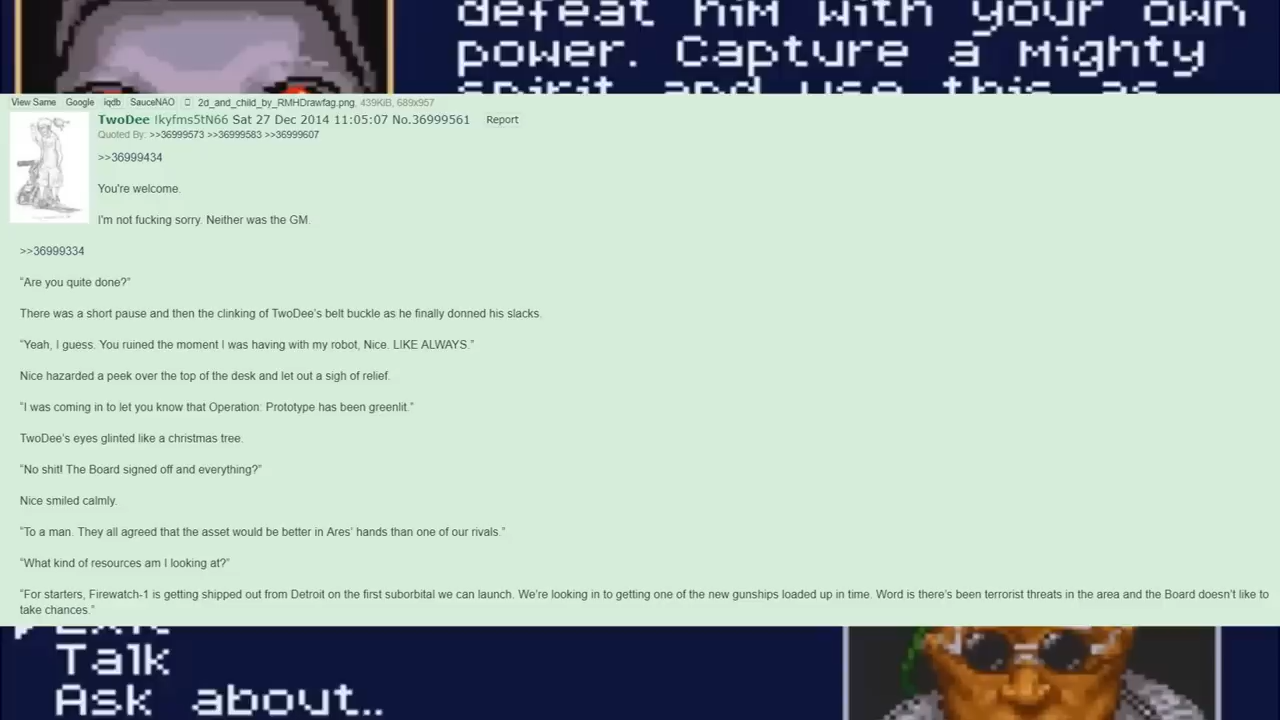 defeat him with your own
power. Capture a mighty
spirit and use this as
View Same Google iqdb SauceNAO 2d_and_child_by_RMHDrawfag.png, 439KiB, 689x957
TwoDee !kyfms5tN66 Sat 27 Dec 2014 11:05:07 No.36999561 Report
Quoted By: >>36999573 >>36999583 >>36999607
>>36999434
You're welcome.
I'm not fucking sorry. Neither was the GM.
>>36999334
“Are you quite done?”
There was a short pause and then the clinking of TwoDee’s belt buckle as he finally donned his slacks.
“Yeah, I guess. You ruined the moment I was having with my robot, Nice. LIKE ALWAYS.”
Nice hazarded a peek over the top of the desk and let out a sigh of relief.
“I was coming in to let you know that Operation: Prototype has been greenlit.”
TwoDee’s eyes glinted like a christmas tree.
“No shit! The Board signed off and everything?”
Nice smiled calmly.
“To a man. They all agreed that the asset would be better in Ares’ hands than one of our rivals.”
“What kind of resources am I looking at?”
“For starters, Firewatch-1 is getting shipped out from Detroit on the first suborbital we can launch. We’re looking in to getting one of the new gunships loaded up in time. Word is there’s been terrorist threats in the area and the Board doesn’t like to
take chances.”
Talk
Ask about..